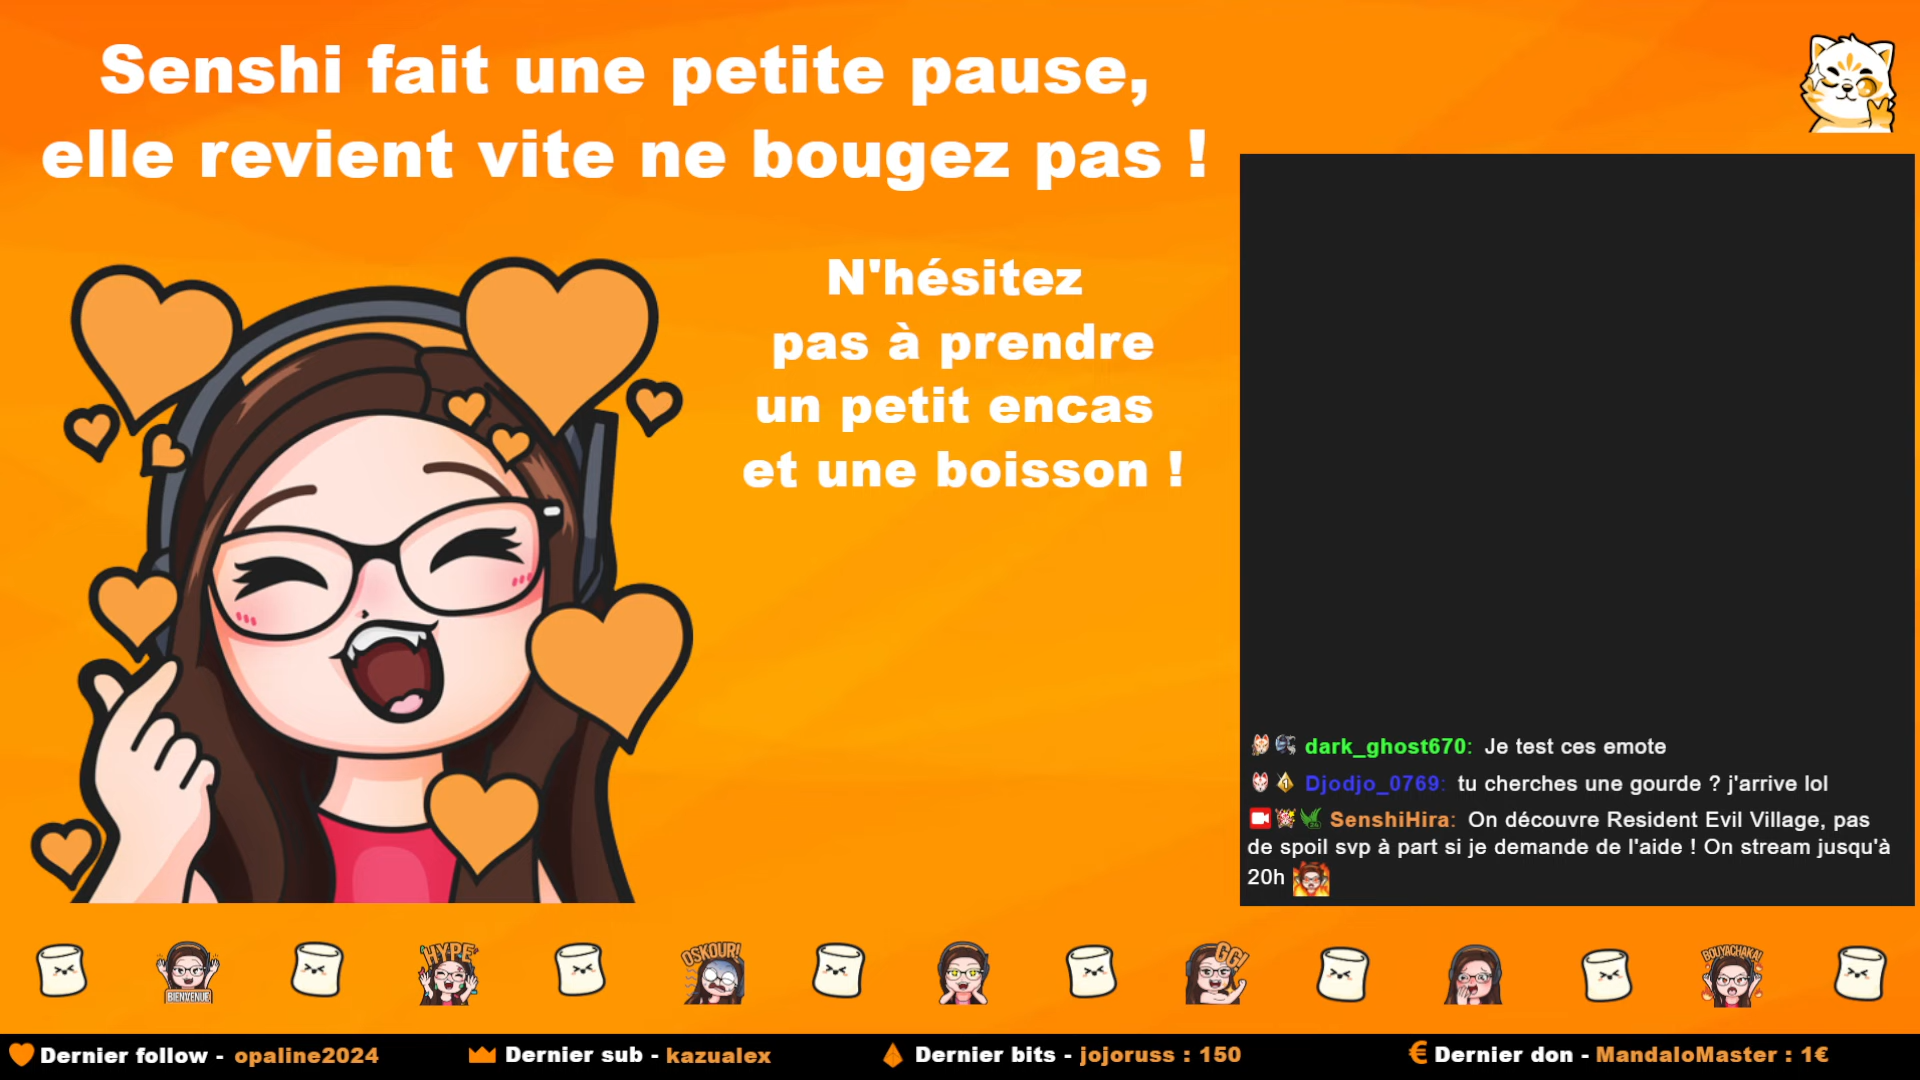 Senshi fait une petite pause,
elle revient vite ne bougez pas !
N'hésitez
pas à prendre
un petit encas
et une boisson !
dark_ghost670: Je test ces emote
Djodjo_0769: tu cherches une gourde ? j'arrive lol
SenshiHira: On découvre Resident Evil Village, pas
de spoil svp à part si je demande de l'aide ! On stream jusqu'à
20h
BIENVENUE
HYPE
OSKOUR!
GG!
BOUYACHAKA!
Dernier follow - opaline2024
Dernier sub - kazualex
Dernier bits - jojoruss : 150
Dernier don - MandaloMaster : 1€